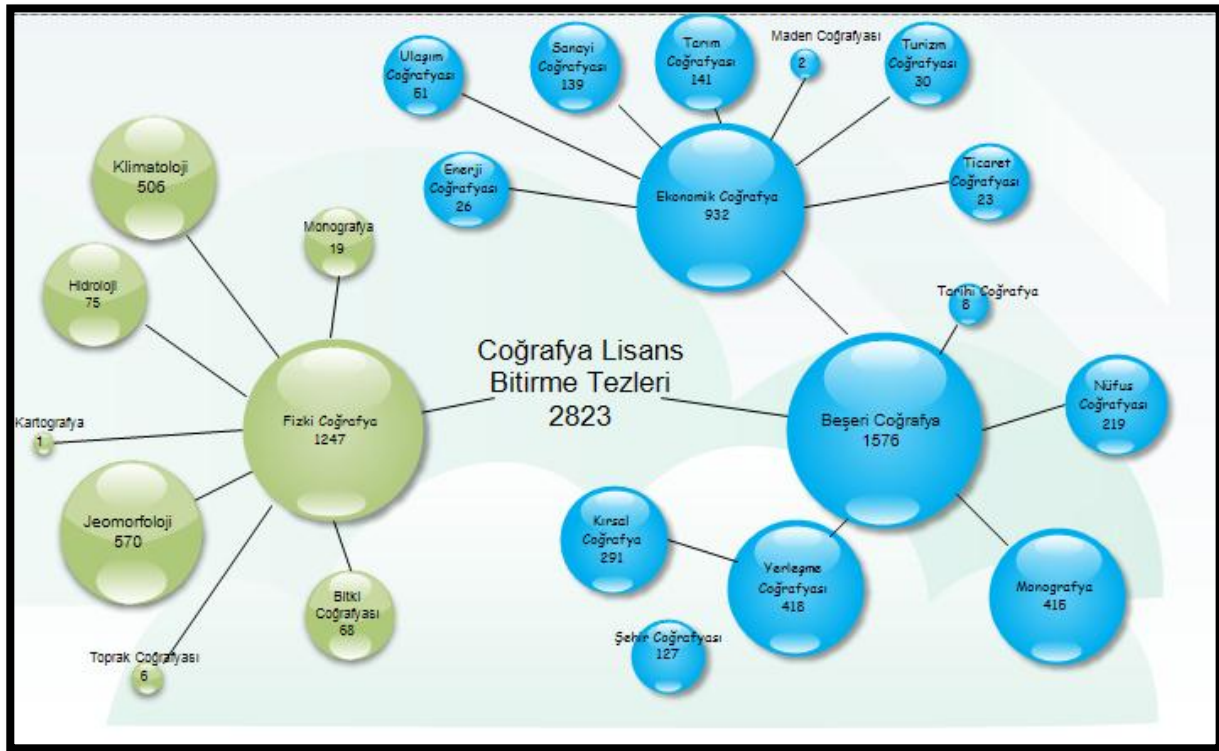 Coğrafya Lisans
Bitirme Tezleri
2823
Fizki Coğrafya
1247
Klimatoloji
506
Monografya
19
Hidroloji
75
Kartografya
1
Jeomorfoloji
570
Toprak Coğrafyası
6
Bitki
Coğrafyası
68
Beşeri Coğrafya
1576
Ekonomik Coğrafya
932
Ulaşım
Coğrafyası
51
Sanayi
Coğrafyası
139
Tarım
Coğrafyası
141
Maden Coğrafyası
2
Turizm
Coğrafyası
30
Enerji
Coğrafyası
26
Ticaret
Coğrafyası
23
Tarihi Coğrafya
8
Nüfus
Coğrafyası
219
Monografya
415
Yerleşme
Coğrafyası
418
Kırsal
Coğrafya
291
Şehir Coğrafyası
127